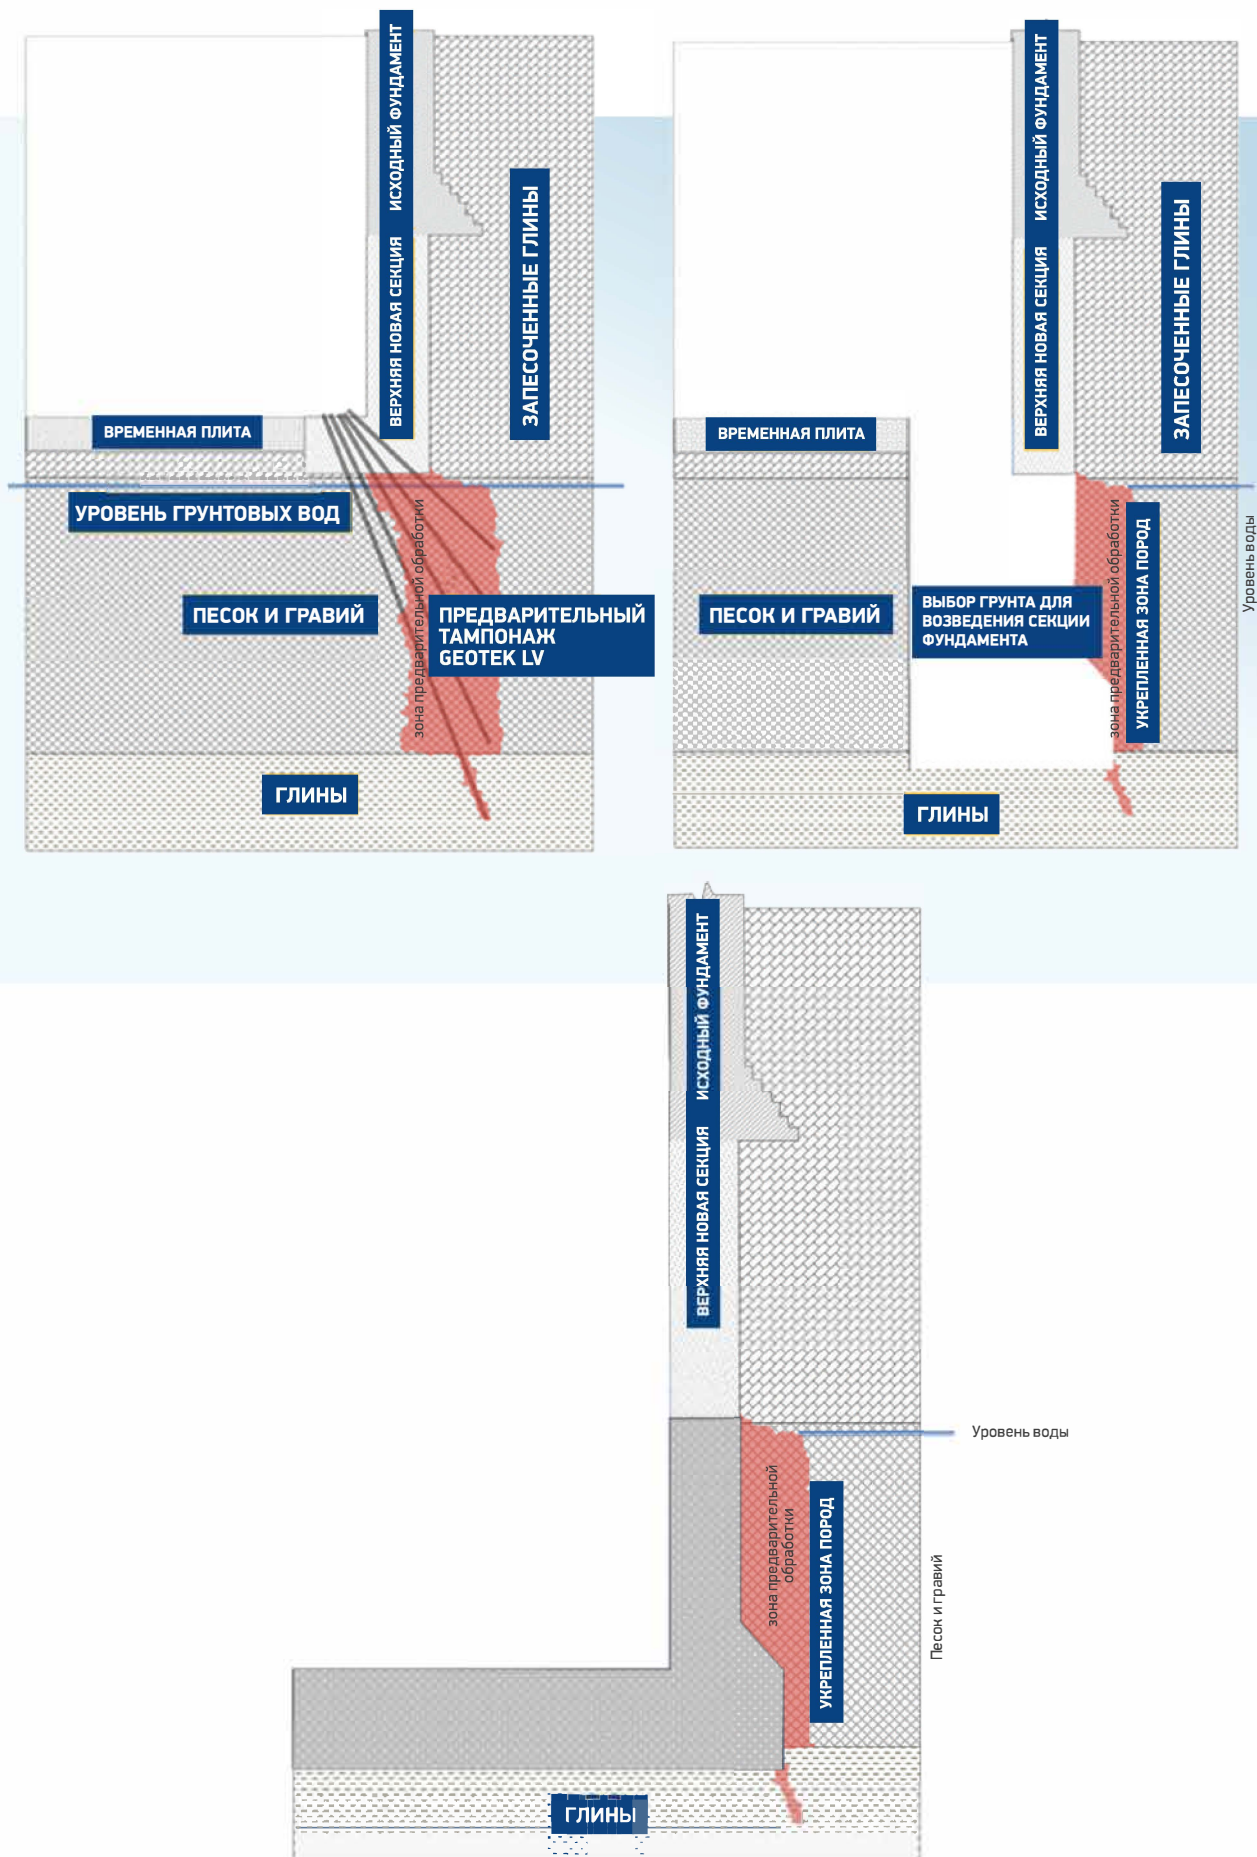 ИСХОДНЫЙ ФУНДАМЕНТ
ВЕРХНЯЯ НОВАЯ СЕКЦИЯ
ЗАПЕСОЧЕННЫЕ ГЛИНЫ
ВРЕМЕННАЯ ПЛИТА
УРОВЕНЬ ГРУНТОВЫХ ВОД
зона предварительной обработки
ПЕСОК И ГРАВИЙ
ПРЕДВАРИТЕЛЬНЫЙ
ТАМПОНАЖ
GEOTEK LV
ГЛИНЫ
ИСХОДНЫЙ ФУНДАМЕНТ
ВЕРХНЯЯ НОВАЯ СЕКЦИЯ
ЗАПЕСОЧЕННЫЕ ГЛИНЫ
ВРЕМЕННАЯ ПЛИТА
ПЕСОК И ГРАВИЙ
ВЫБОР ГРУНТА ДЛЯ
ВОЗВЕДЕНИЯ СЕКЦИИ
ФУНДАМЕНТА
зона предварительной обработки
УКРЕПЛЕННАЯ ЗОНА ПОРОД
Уровень воды
ГЛИНЫ
ИСХОДНЫЙ ФУНДАМЕНТ
ВЕРХНЯЯ НОВАЯ СЕКЦИЯ
Уровень воды
зона предварительной
обработки
УКРЕПЛЕННАЯ ЗОНА ПОРОД
Песок и гравий
ГЛИНЫ